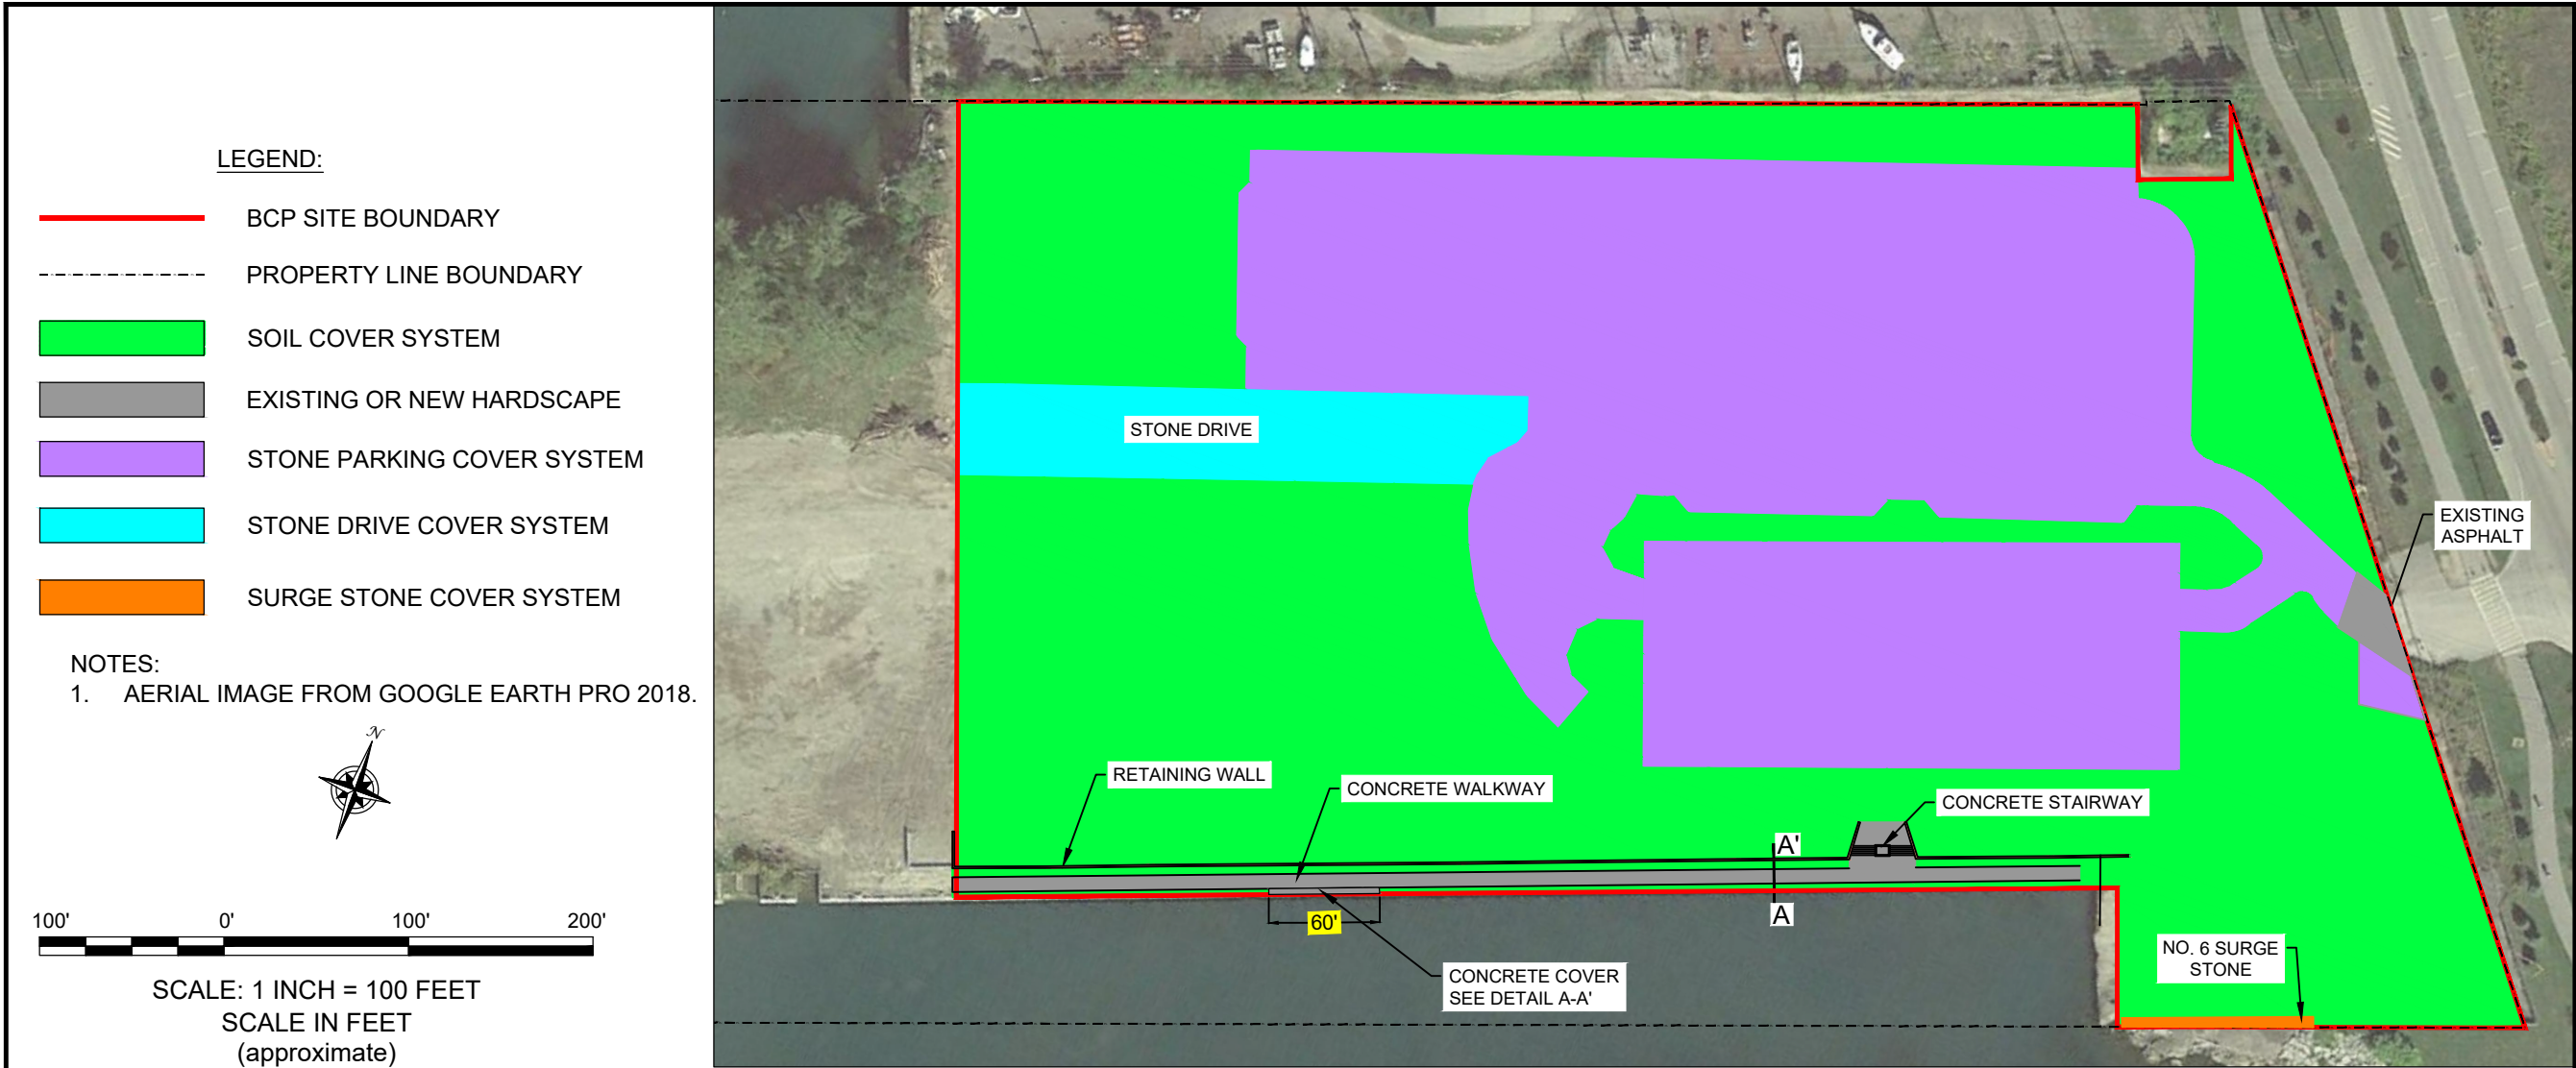 LEGEND:
BCP SITE BOUNDARY
PROPERTY LINE BOUNDARY
SOIL COVER SYSTEM
EXISTING OR NEW HARDSCAPE
STONE PARKING COVER SYSTEM
STONE DRIVE COVER SYSTEM
SURGE STONE COVER SYSTEM
NOTES:
1. AERIAL IMAGE FROM GOOGLE EARTH PRO 2018.
N
100' 0' 100' 200'
SCALE: 1 INCH = 100 FEET
SCALE IN FEET
(approximate)
STONE DRIVE
EXISTING
ASPHALT
RETAINING WALL
CONCRETE WALKWAY
CONCRETE STAIRWAY
A'
A
60'
CONCRETE COVER
SEE DETAIL A-A'
NO. 6 SURGE
STONE